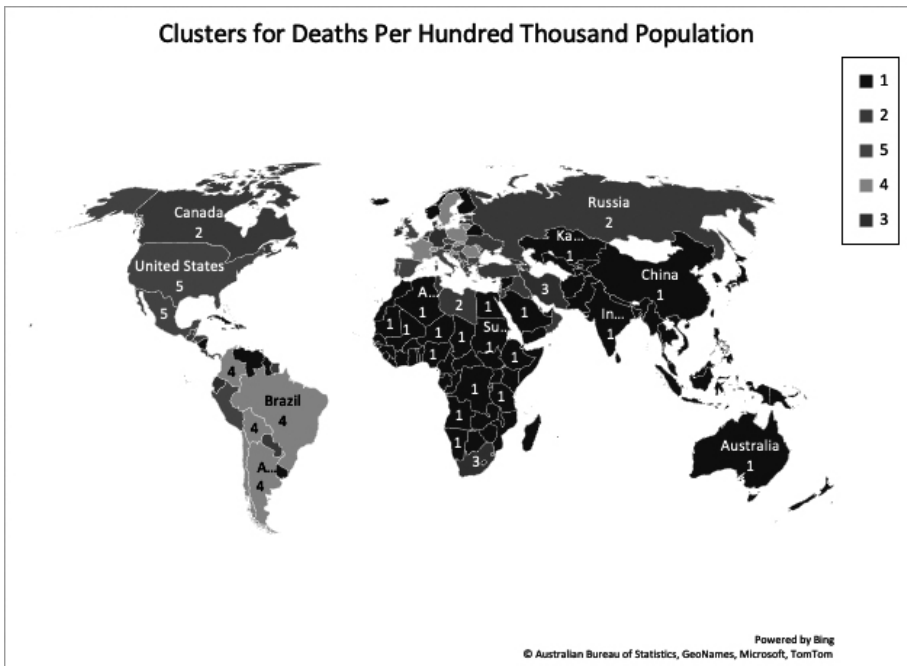 Clusters for Deaths Per Hundred Thousand Population
1
2
5
4
3
Canada
2
Russia
2
United States
5
Ka...
1
5
China
1
A...
1
2
1
3
1
1
1
1
1
Su...
1
1
In...
1
1
4
Brazil
4
4
1
1
1
1
A...
4
3
Australia
1
Powered by Bing
© Australian Bureau of Statistics, GeoNames, Microsoft, TomTom